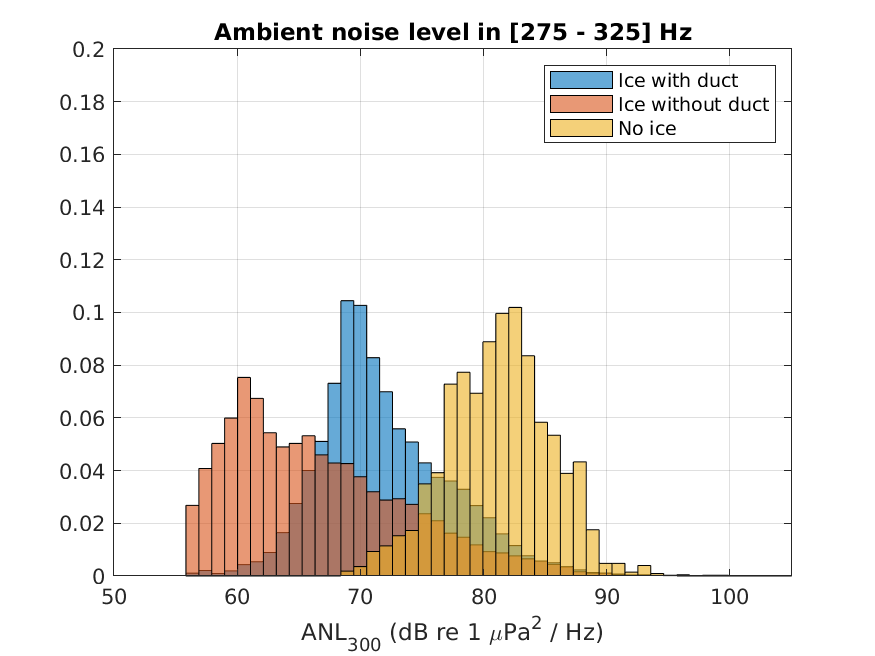 Ambient noise level in [275 - 325] Hz
0.2
0.18
0.16
0.14
0.12
0.1
0.08
0.06
0.04
0.02
0
Ice with duct
Ice without duct
No ice
50 60 70 80 90 100
ANL300 (dB re 1 μPa2 / Hz)